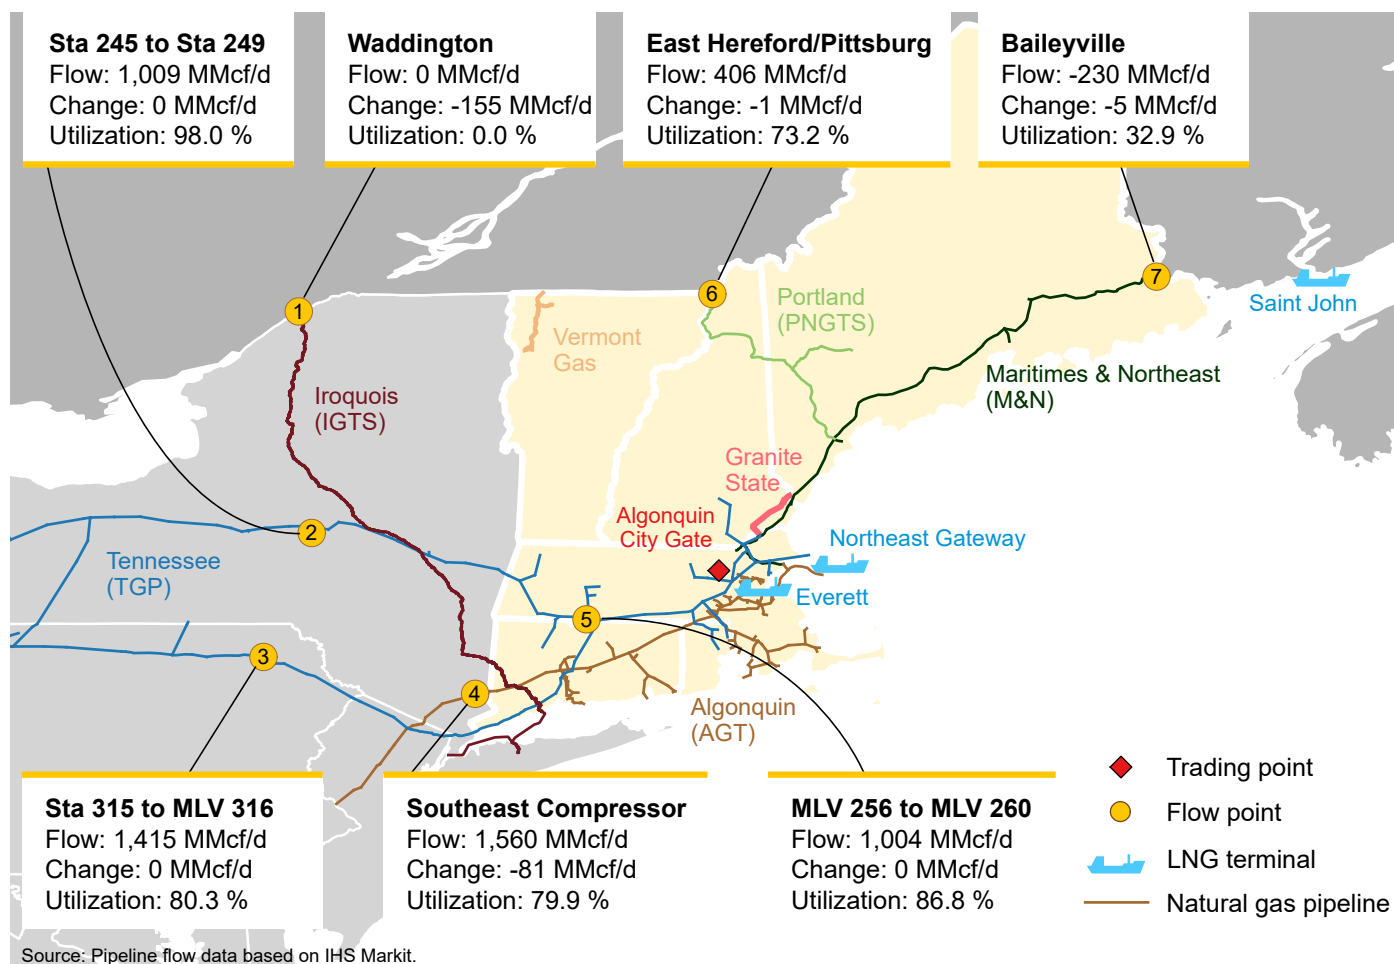 Sta 245 to Sta 249
Flow: 1,009 MMcf/d
Change: 0 MMcf/d
Utilization: 98.0 %
Waddington
Flow: 0 MMcf/d
Change: -155 MMcf/d
Utilization: 0.0 %
East Hereford/Pittsburg
Flow: 406 MMcf/d
Change: -1 MMcf/d
Utilization: 73.2 %
Baileyville
Flow: -230 MMcf/d
Change: -5 MMcf/d
Utilization: 32.9 %
1
6
7
Saint John
Portland
(PNGTS)
Vermont
Gas
Maritimes & Northeast
(M&N)
Iroquois
(IGTS)
Granite
State
Algonquin
City Gate
2
Northeast Gateway
Tennessee
(TGP)
Everett
5
3
4
Algonquin
(AGT)
Sta 315 to MLV 316
Flow: 1,415 MMcf/d
Change: 0 MMcf/d
Utilization: 80.3 %
Southeast Compressor
Flow: 1,560 MMcf/d
Change: -81 MMcf/d
Utilization: 79.9 %
MLV 256 to MLV 260
Flow: 1,004 MMcf/d
Change: 0 MMcf/d
Utilization: 86.8 %
Trading point
Flow point
LNG terminal
Natural gas pipeline
Source: Pipeline flow data based on IHS Markit.